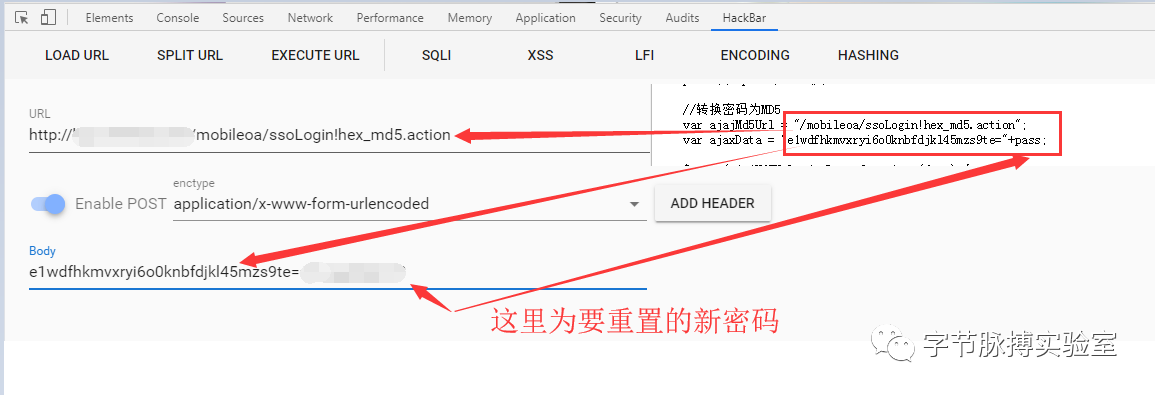 Elements Console Sources Network Performance Memory Application Security Audits HackBar
LOAD URL SPLIT URL EXECUTE URL SQLI XSS LFI ENCODING HASHING
URL
http:// /mobileoa/ssoLogin!hex_md5.action
//转换密码为MD5
var ajajMd5Url = "/mobileoa/ssoLogin!hex_md5.action";
var ajaxData = "e1wdfhkmvxryi6o0knbfdjkl45mzs9te="+pass;
enctype
Enable POST application/x-www-form-urlencoded ADD HEADER
Body
e1wdfhkmvxryi6o0knbfdjkl45mzs9te=
这里为要重置的新密码
字节脉搏实验室